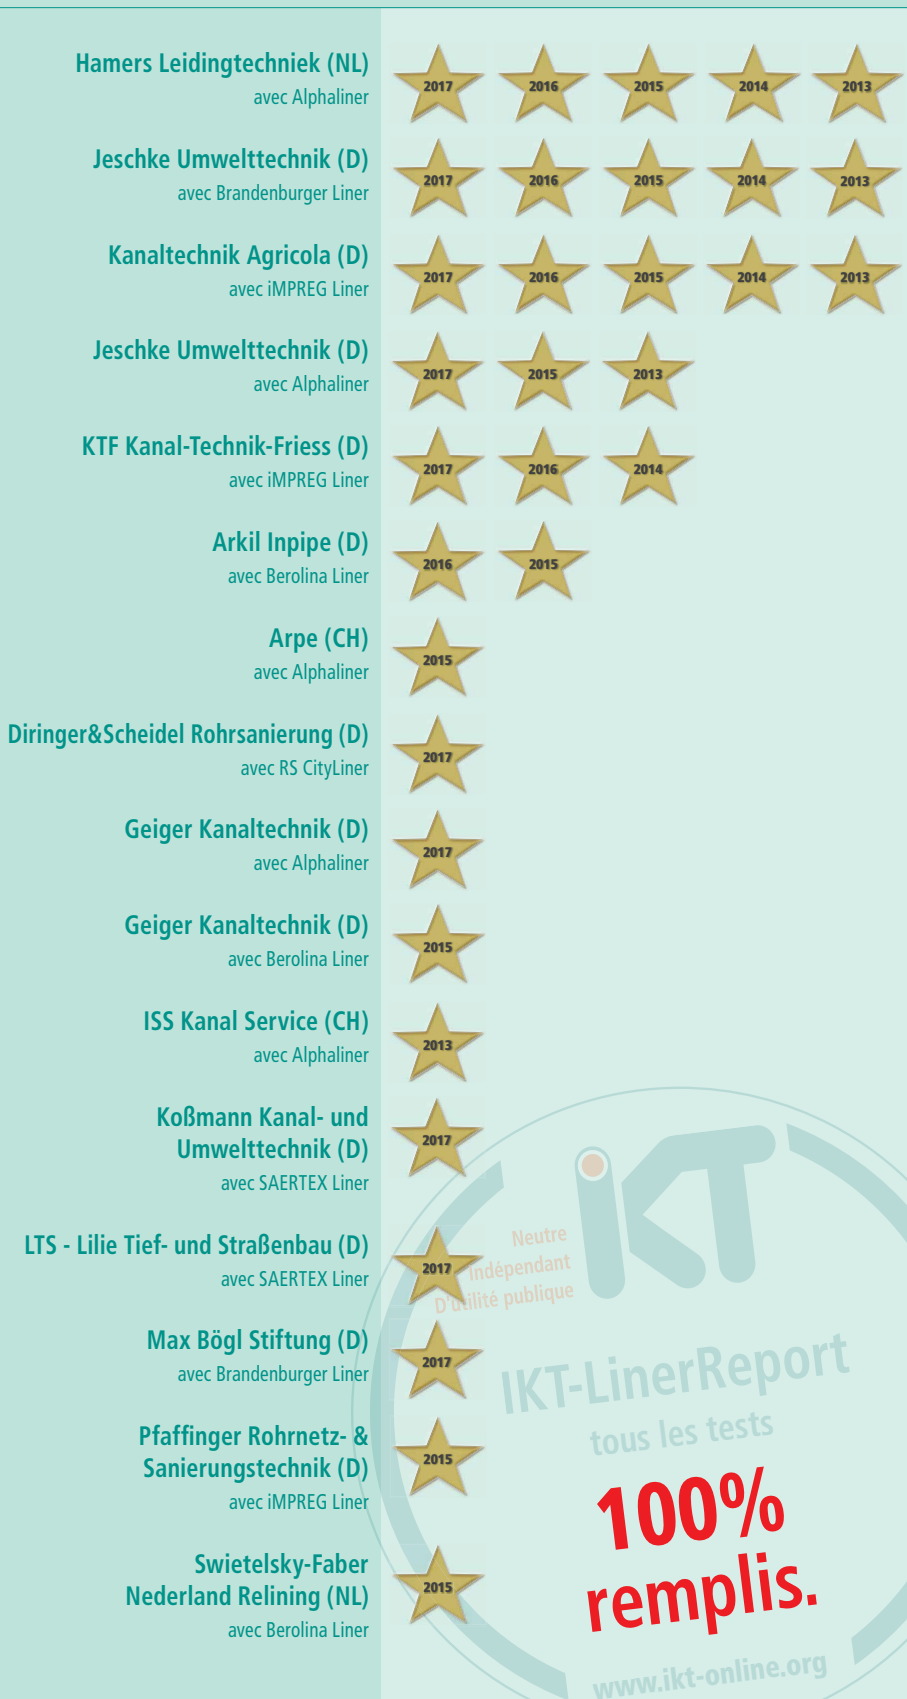 Hamers Leidingtechniek (NL)
avec Alphaliner
2017 2016 2015 2014 2013
Jeschke Umwelttechnik (D)
avec Brandenburger Liner
2017 2016 2015 2014 2013
Kanaltechnik Agricola (D)
avec iMPREG Liner
2017 2016 2015 2014 2013
Jeschke Umwelttechnik (D)
avec Alphaliner
2017 2015 2013
KTF Kanal-Technik-Friess (D)
avec iMPREG Liner
2017 2016 2014
Arkil Inpipe (D)
avec Berolina Liner
2016 2015
Arpe (CH)
avec Alphaliner
2015
Diringer&Scheidel Rohrsanierung (D)
avec RS CityLiner
2017
Geiger Kanaltechnik (D)
avec Alphaliner
2017
Geiger Kanaltechnik (D)
avec Berolina Liner
2015
ISS Kanal Service (CH)
avec Alphaliner
2013
Koßmann Kanal- und
Umwelttechnik (D)
avec SAERTEX Liner
2017
LTS - Lilie Tief- und Straßenbau (D)
avec SAERTEX Liner
2017
Max Bögl Stiftung (D)
avec Brandenburger Liner
2017
Pfaffinger Rohrnetz- &
Sanierungstechnik (D)
avec iMPREG Liner
2015
Swietelsky-Faber
Nederland Relining (NL)
avec Berolina Liner
2015
iKT
Neutre
Indépendant
D'utilité publique
IKT-LinerReport
tous les tests
100%
remplis.
www.ikt-online.org